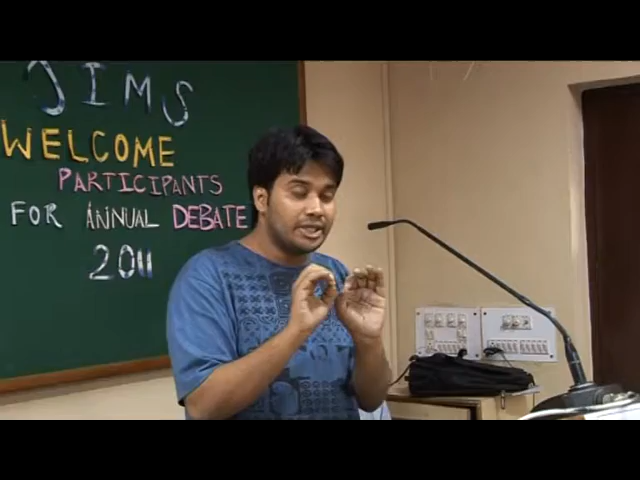 JIMS
WELCOME
PARTICIPANTS
FOR ANNUAL DEBATE
2011